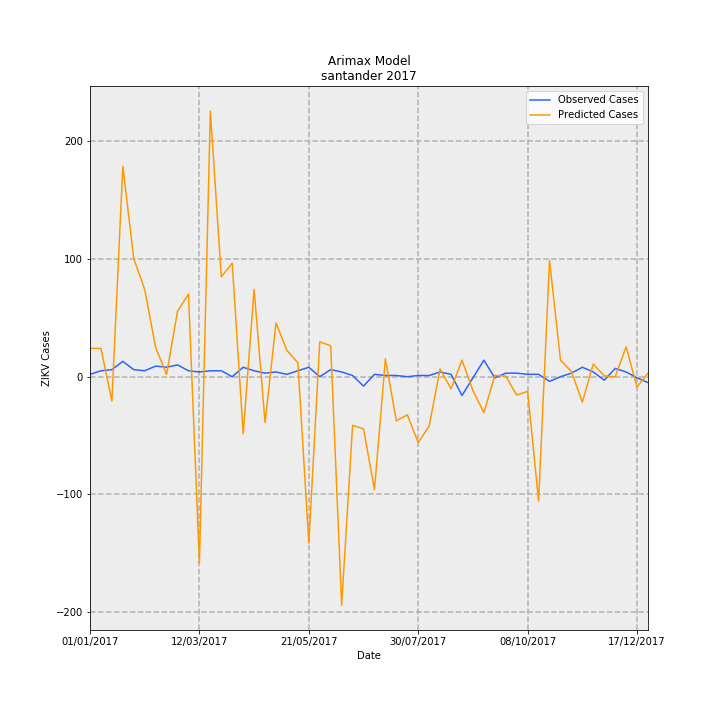 Arimax Model
santander 2017
Observed Cases
Predicted Cases
200
100
0
−100
−200
ZIKV Cases
01/01/2017 12/03/2017 21/05/2017 30/07/2017 08/10/2017 17/12/2017
Date